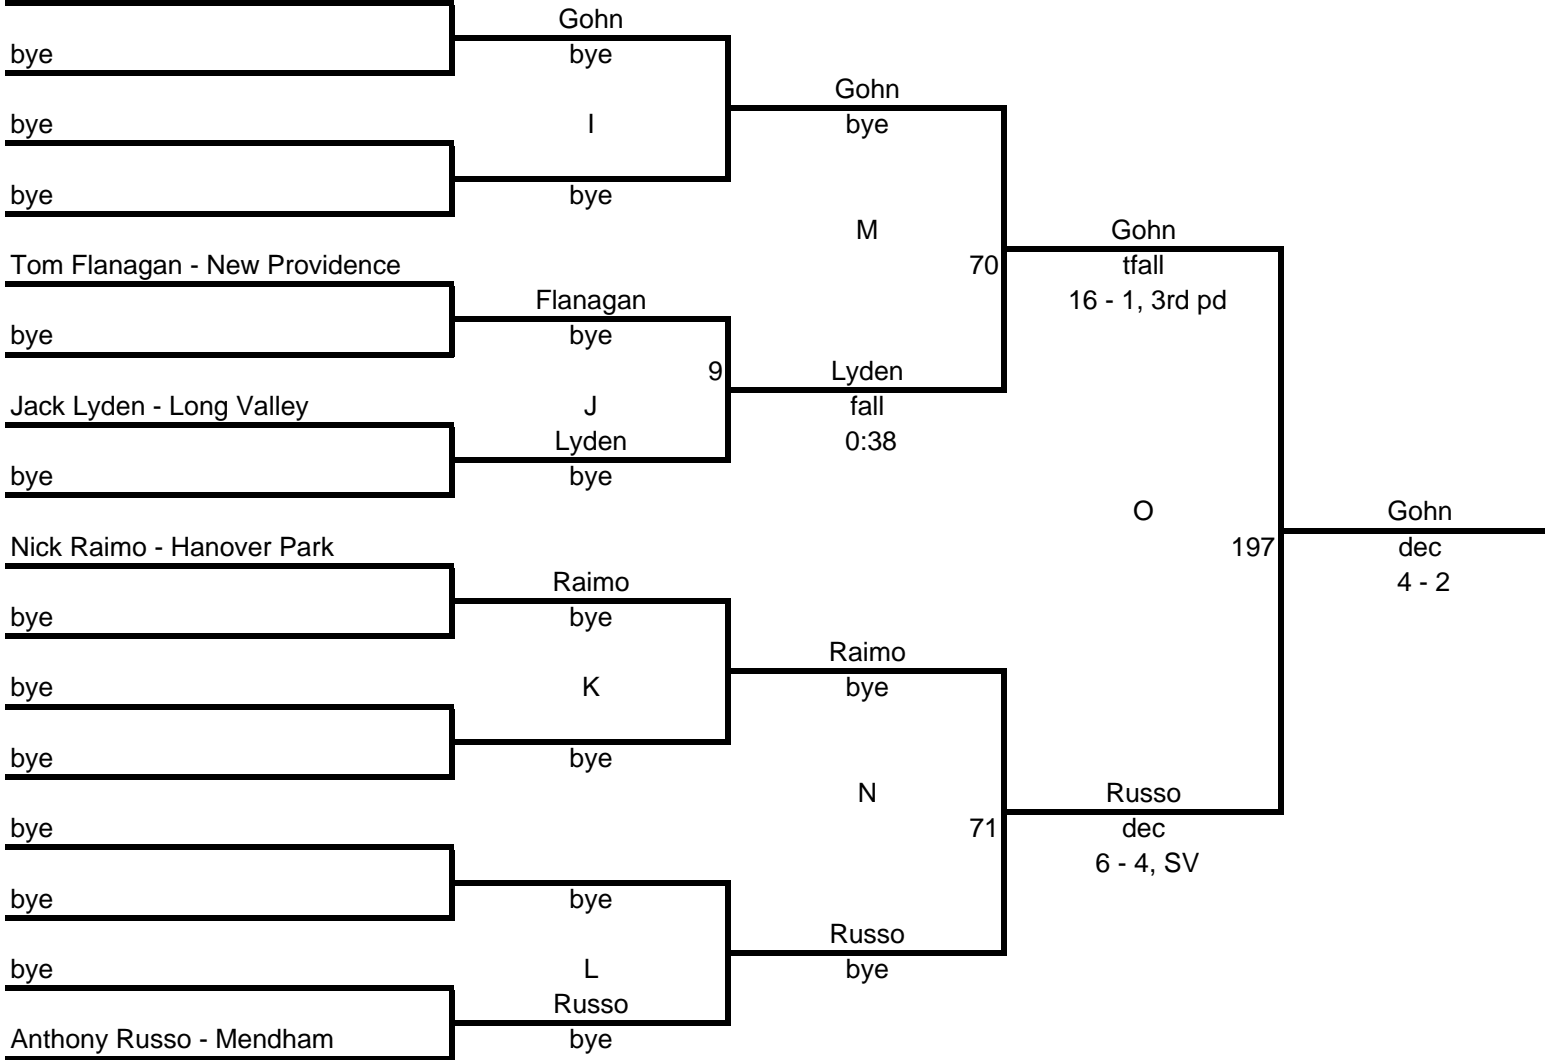 Gohn
bye
bye
Gohn
bye
I
bye
bye
bye
M
Gohn
Tom Flanagan - New Providence
70
tfall
Flanagan
16 - 1, 3rd pd
bye
bye
9
Lyden
Jack Lyden - Long Valley
J
fall
Lyden
0:38
bye
bye
O
Gohn
Nick Raimo - Hanover Park
197
dec
Raimo
4 - 2
bye
bye
Raimo
bye
K
bye
bye
bye
N
Russo
bye
71
dec
6 - 4, SV
bye
bye
Russo
bye
L
bye
Russo
Anthony Russo - Mendham
bye